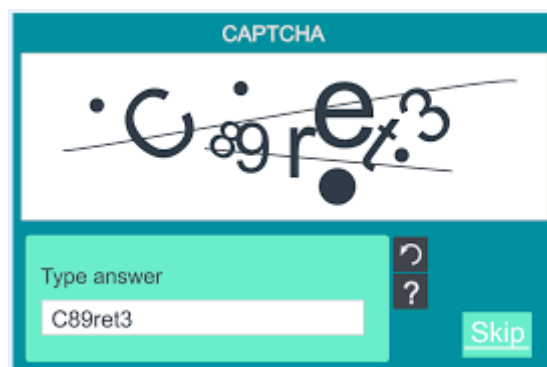 CAPTCHA
C89ret3
Type answer
C89ret3
?
Skip